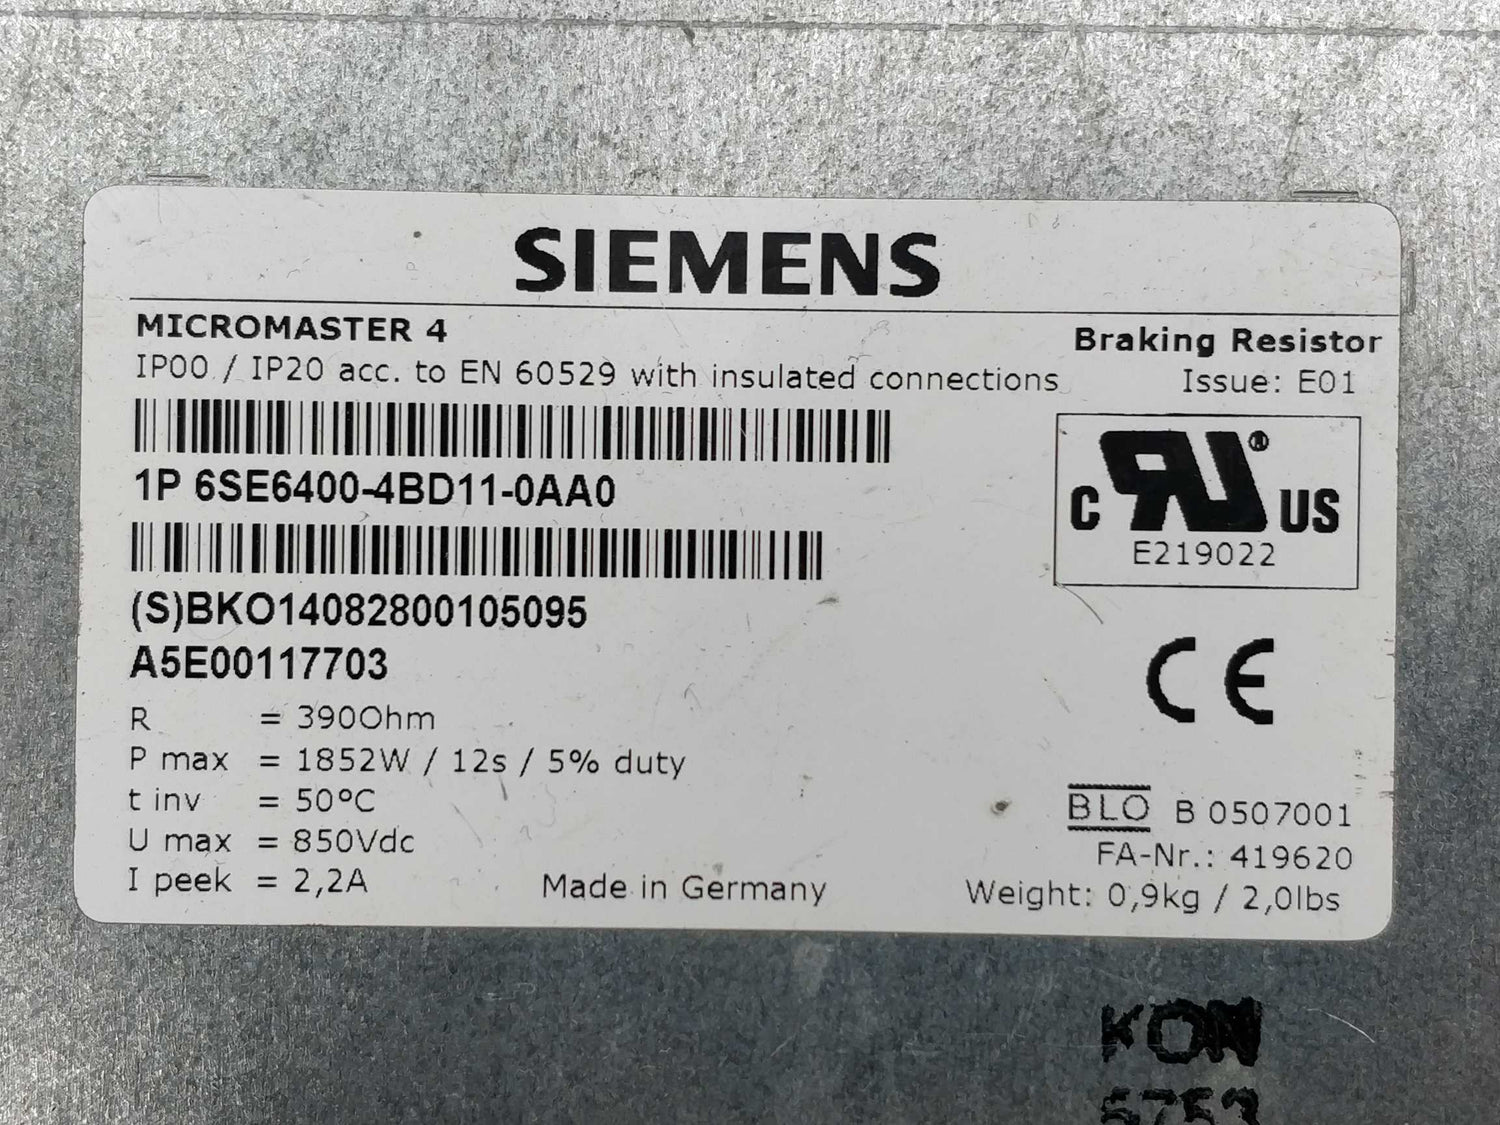 SIEMENS
MICROMASTER 4
Braking Resistor
IP00 / IP20 acc. to EN 60529 with insulated connections
Issue: E01
1P 6SE6400-4BD11-0AA0
(S)BKO14082800105095
A5E00117703
c RU ® US
E219022
CE
R = 390Ohm
P max = 1852W / 12s / 5% duty
t inv = 50°C
U max = 850Vdc
I peek = 2,2A
Made in Germany
BLO B 0507001
FA-Nr.: 419620
Weight: 0,9kg / 2,0lbs
KON
5753